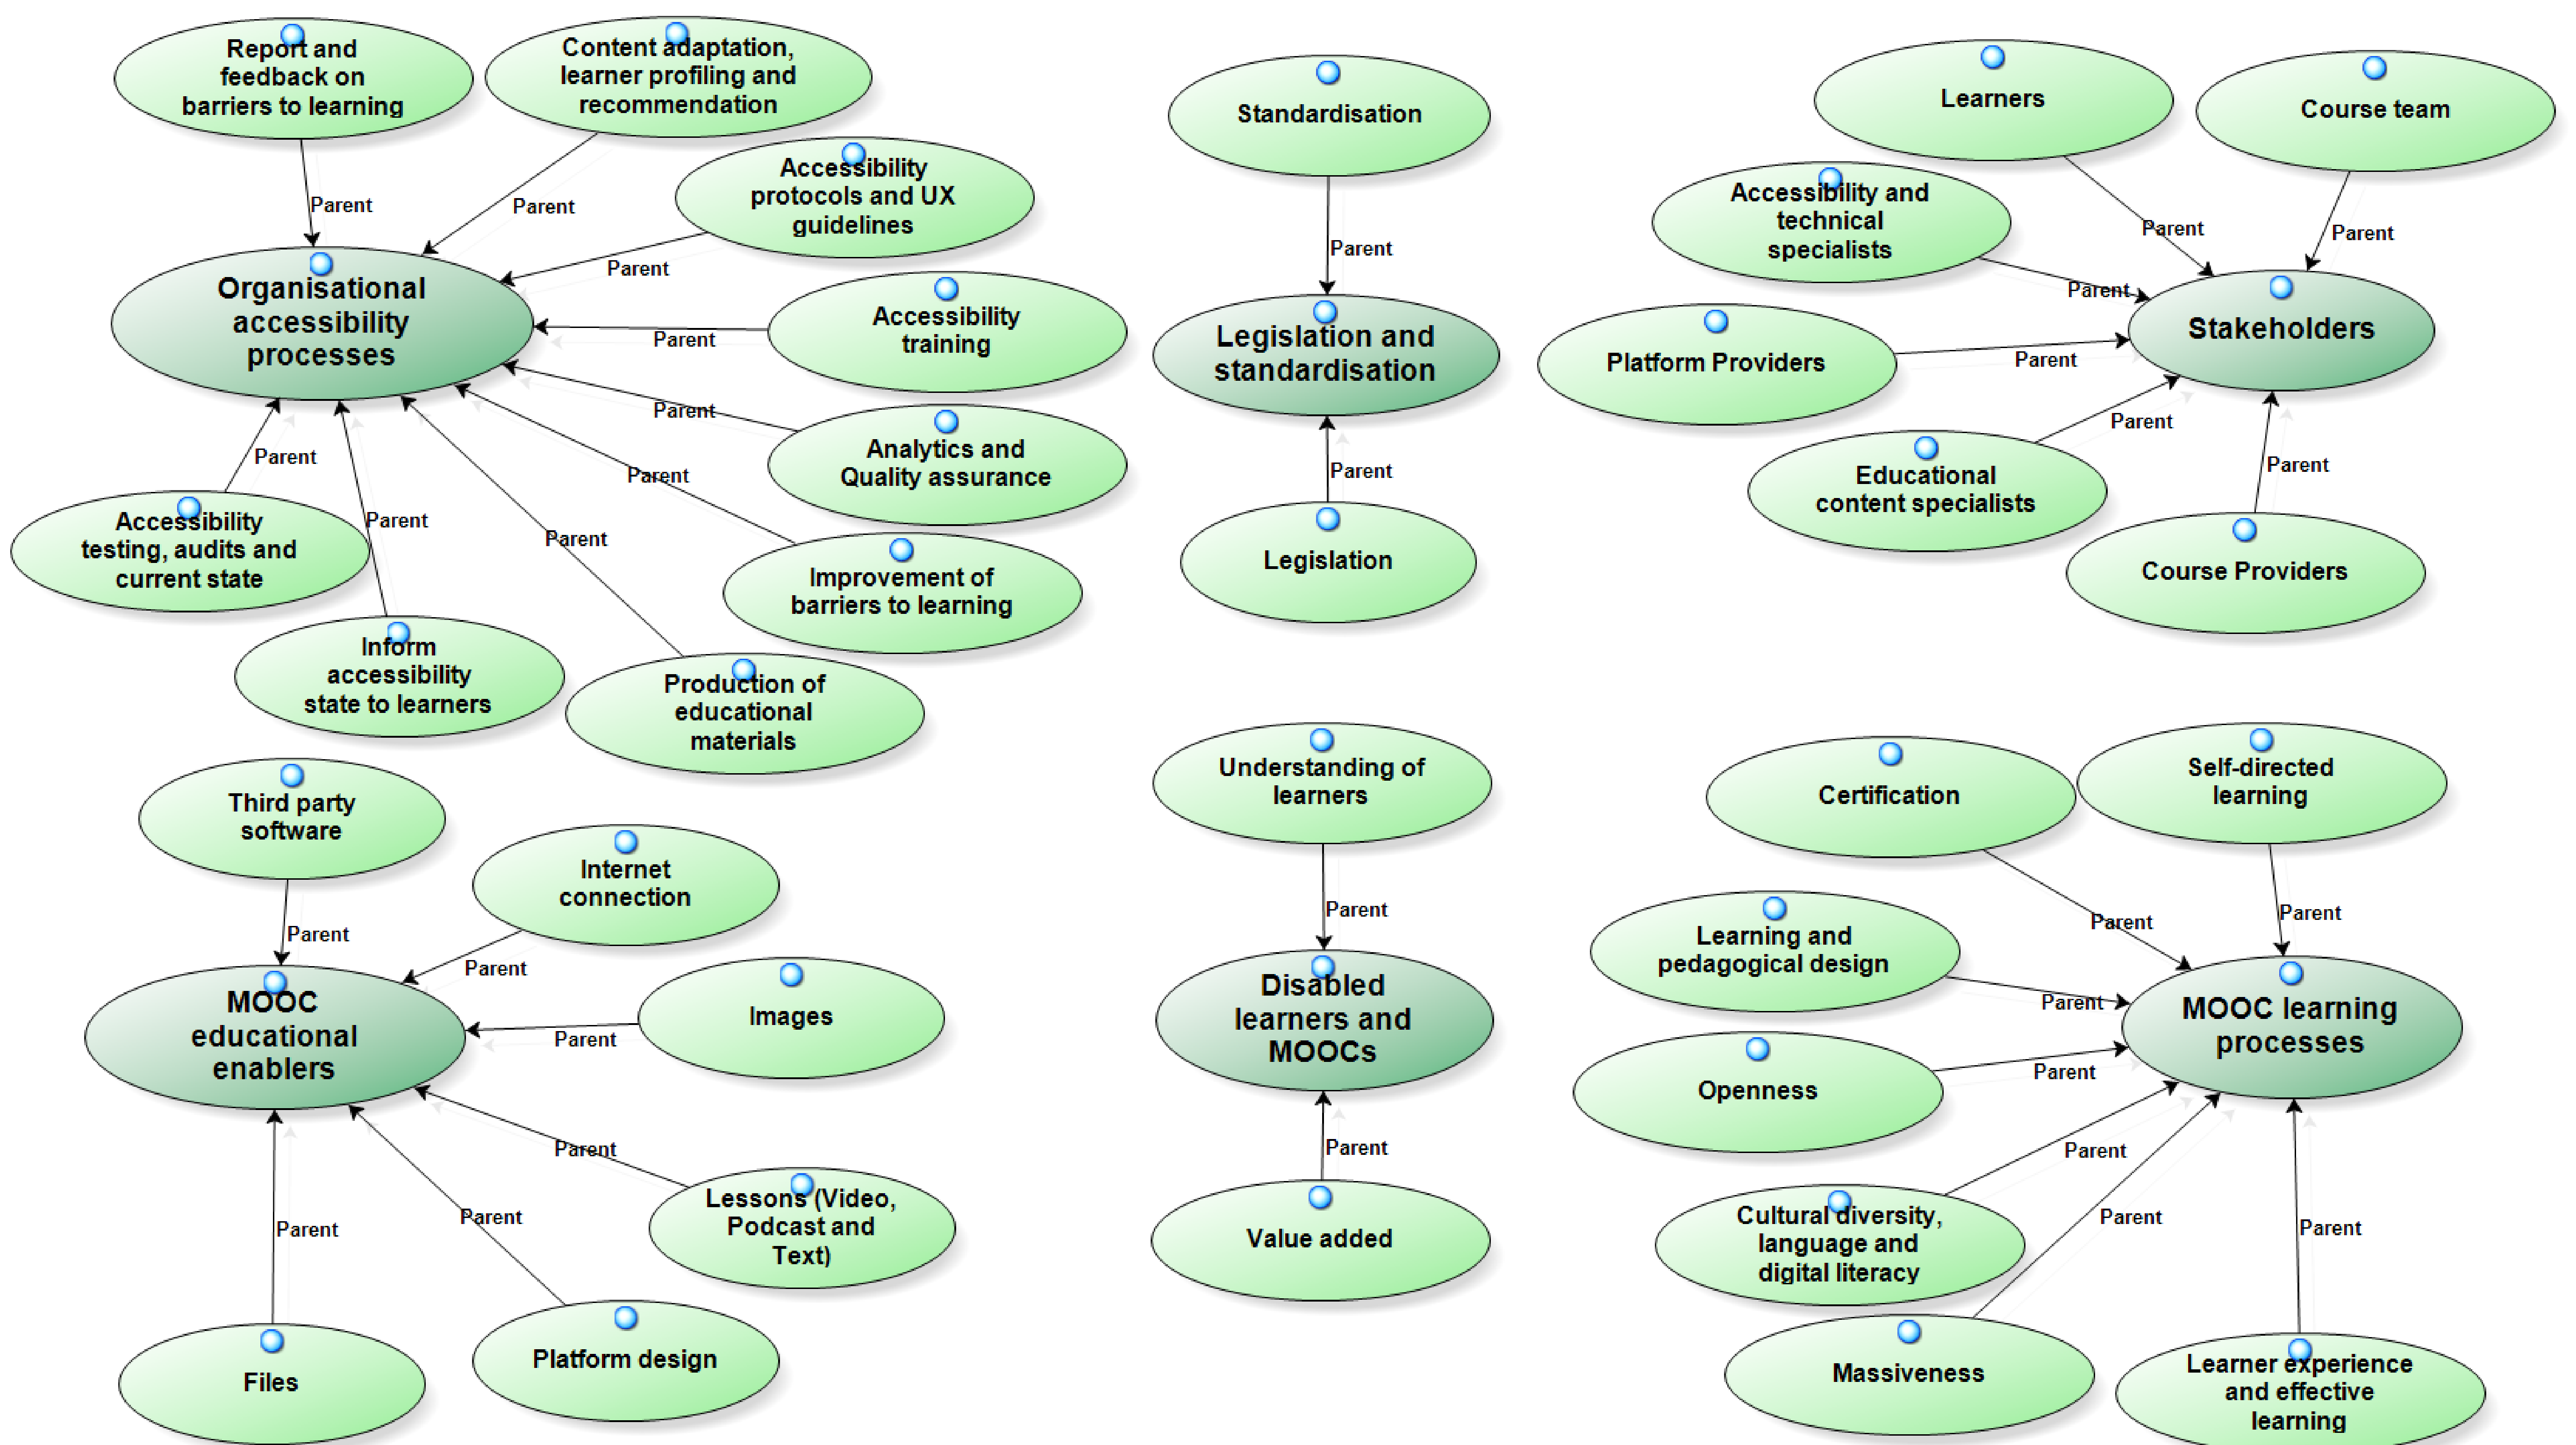 Report and
feedback on
barriers to learning
Content adaptation,
learner profiling and
recommendation
Accessibility
protocols and UX
guidelines
Parent
Parent
Parent
Organisational
accessibility
processes
Accessibility
training
Parent
Analytics and
Quality assurance
Parent
Parent
Accessibility
testing, audits and
current state
Parent
Parent
Parent
Improvement of
barriers to learning
Inform
accessibility
state to learners
Production of
educational
materials
Standardisation
Parent
Legislation and
standardisation
Parent
Legislation
Learners
Course team
Accessibility and
technical
specialists
Parent
Parent
Parent
Stakeholders
Platform Providers
Parent
Parent
Educational
content specialists
Parent
Course Providers
Third party
software
Internet
connection
Parent
Parent
MOOC
educational
enablers
Images
Parent
Parent
Lessons (Video,
Podcast and
Text)
Parent
Parent
Platform design
Files
Understanding of
learners
Parent
Disabled
learners and
MOOCs
Parent
Value added
Certification
Self-directed
learning
Parent
Parent
Learning and
pedagogical design
Parent
MOOC learning
processes
Openness
Parent
Parent
Cultural diversity,
language and
digital literacy
Parent
Parent
Massiveness
Learner experience
and effective
learning